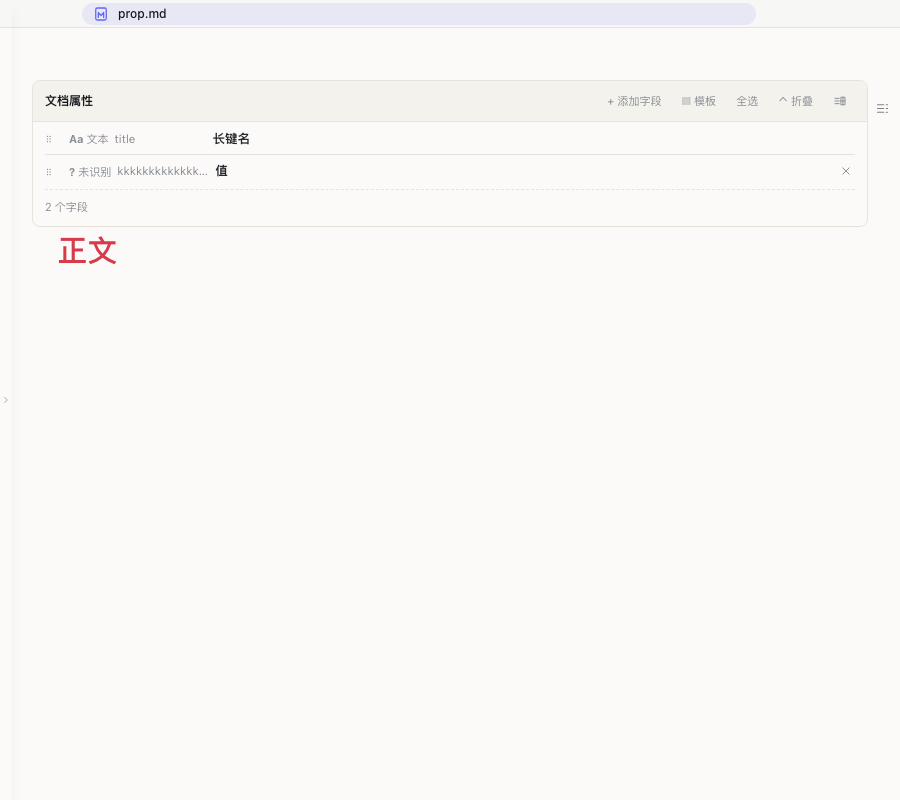 prop.md
文档属性
+ 添加字段 模板 全选 折叠
Aa 文本 title 长键名
? 未识别 kkkkkkkkkkkkk... 值
2 个字段
正文